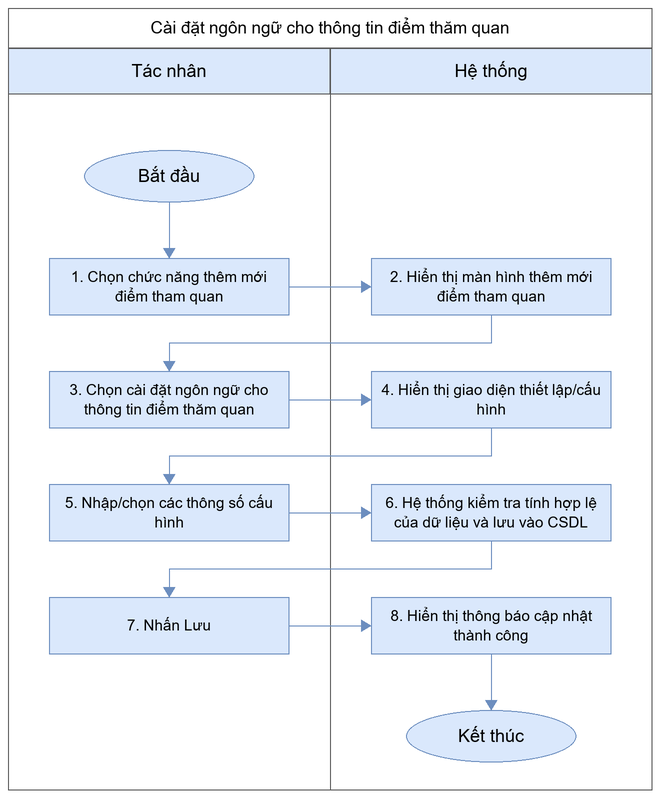 Cài đặt ngôn ngữ cho thông tin điểm thăm quan
Tác nhân
Hệ thống
Bắt đầu
1. Chọn chức năng thêm mới
điểm tham quan
2. Hiển thị màn hình thêm mới
điểm tham quan
3. Chọn cài đặt ngôn ngữ cho
thông tin điểm thăm quan
4. Hiển thị giao diện thiết lập/cấu
hình
5. Nhập/chọn các thông số cấu
hình
6. Hệ thống kiểm tra tính hợp lệ
của dữ liệu và lưu vào CSDL
7. Nhấn Lưu
8. Hiển thị thông báo cập nhật
thành công
Kết thúc